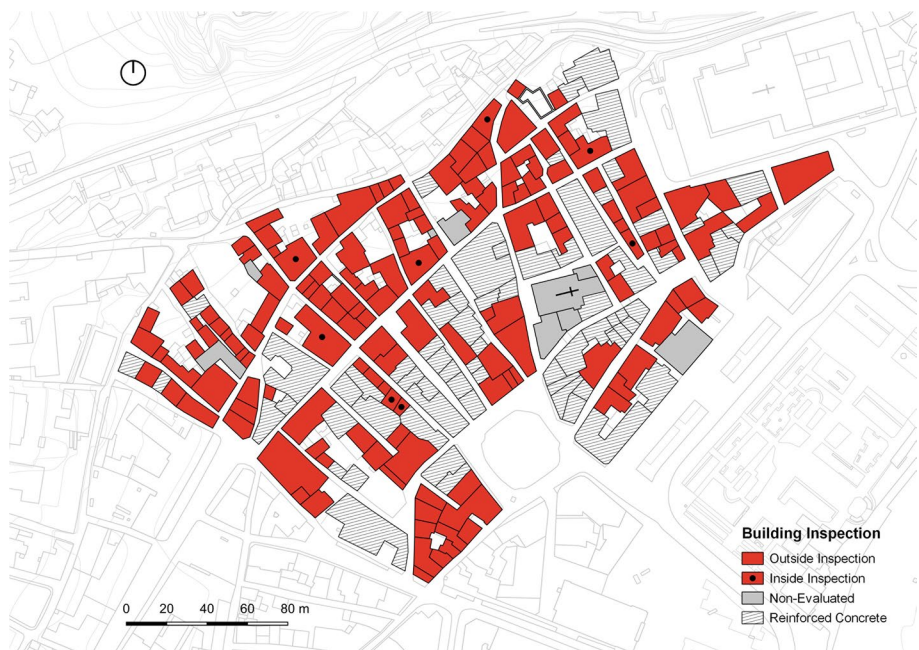 Building Inspection
Outside Inspection
Inside Inspection
Non-Evaluated
Reinforced Concrete
0 20 40 60 80 m